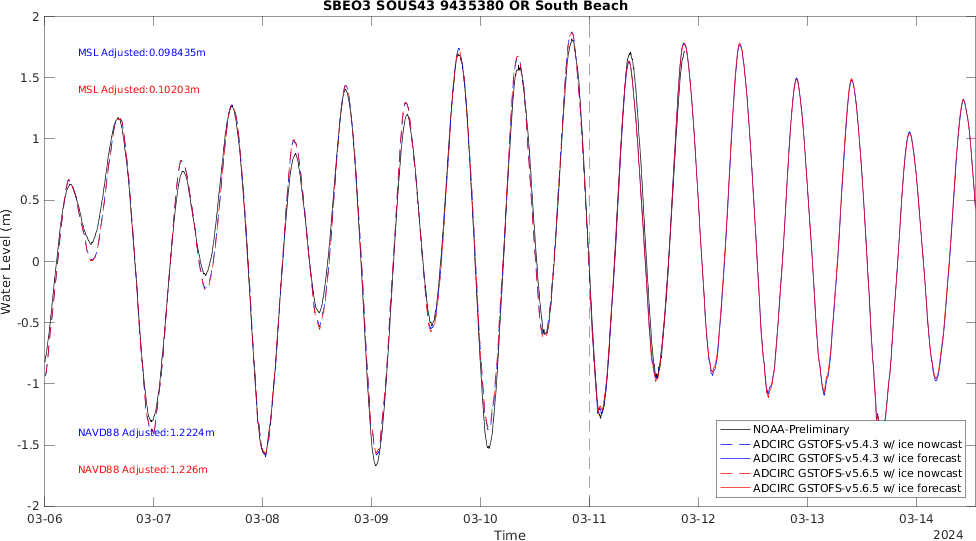 SBEO3 SOUS43 9435380 OR South Beach
2
1.5
1
0.5
0
-0.5
-1
-1.5
-2
Water Level (m)
MSL Adjusted:0.098435m
MSL Adjusted:0.10203m
NAVD88 Adjusted:1.2224m
NAVD88 Adjusted:1.226m
NOAA-Preliminary
ADCIRC GSTOFS-v5.4.3 w/ ice nowcast
ADCIRC GSTOFS-v5.4.3 w/ ice forecast
ADCIRC GSTOFS-v5.6.5 w/ ice nowcast
ADCIRC GSTOFS-v5.6.5 w/ ice forecast
03-06 03-07 03-08 03-09 03-10 03-11 03-12 03-13 03-14
Time
2024